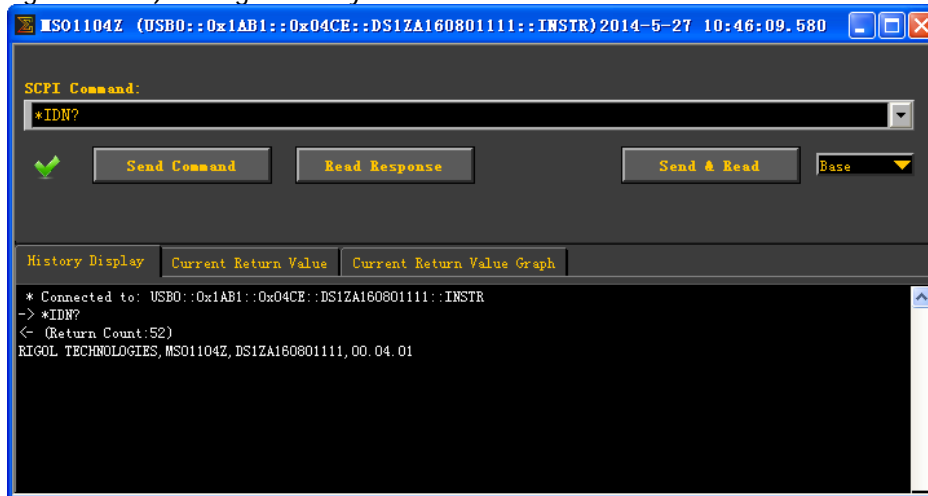 MSO1104Z (USB0::0x1AB1::0x04CE::DS1ZA160801111::INSTR)2014-5-27 10:46:09.580
SCPI Command:
*IDN?
Send Command Read Response Send & Read Base
History Display Current Return Value Current Return Value Graph
* Connected to: USB0::0x1AB1::0x04CE::DS1ZA160801111::INSTR
-> *IDN?
<- (Return Count:52)
RIGOL TECHNOLOGIES,MSO1104Z,DS1ZA160801111,00.04.01